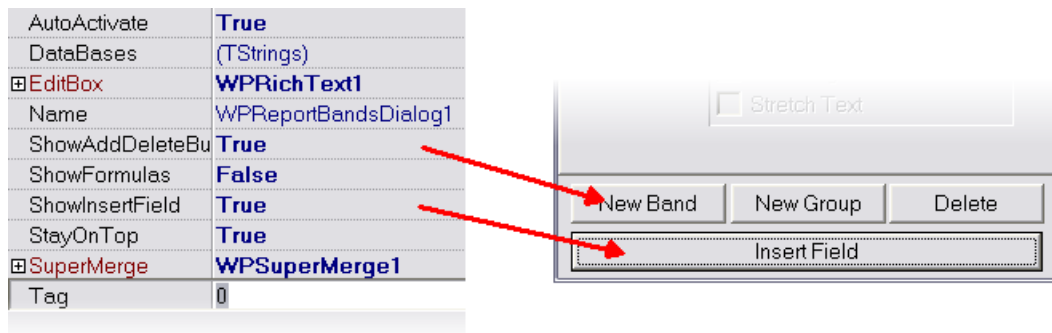 AutoActivate True
DataBases (TStrings)
EditBox WPRichText1
Name WPReportBandsDialog1
ShowAddDeleteBu True
ShowFormulas False
ShowInsertField True
StayOnTop True
SuperMerge WPSuperMerge1
Tag 0
Stretch Text
New Band New Group Delete
Insert Field